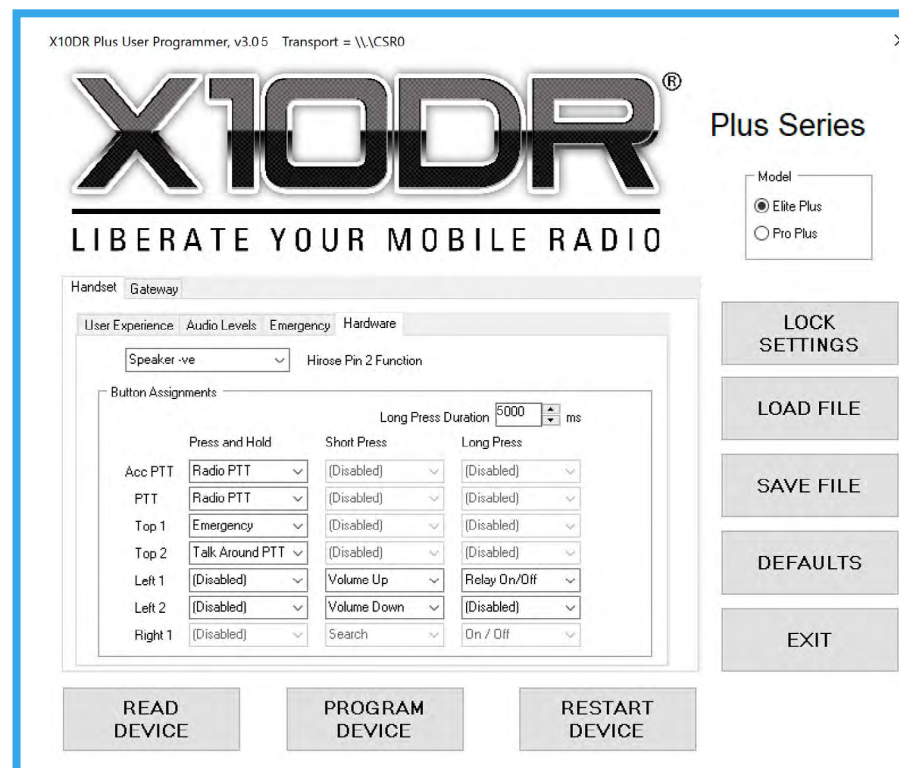 X10DR Plus User Programmer, v3.05 Transport = \\.\CSR0
X10DR®
LIBERATE YOUR MOBILE RADIO
Plus Series
Model
Elite Plus
Pro Plus
Handset Gateway
User Experience Audio Levels Emergency Hardware
Speaker -ve Hirose Pin 2 Function
Button Assignments
Long Press Duration 5000 ms
Press and Hold Short Press Long Press
Acc PTT Radio PTT (Disabled) (Disabled)
PTT Radio PTT (Disabled) (Disabled)
Top 1 Emergency (Disabled) (Disabled)
Top 2 Talk Around PTT (Disabled) (Disabled)
Left 1 (Disabled) Volume Up Relay On/Off
Left 2 (Disabled) Volume Down (Disabled)
Right 1 (Disabled) Search On / Off
LOCK
SETTINGS
LOAD FILE
SAVE FILE
DEFAULTS
EXIT
READ
DEVICE
PROGRAM
DEVICE
RESTART
DEVICE